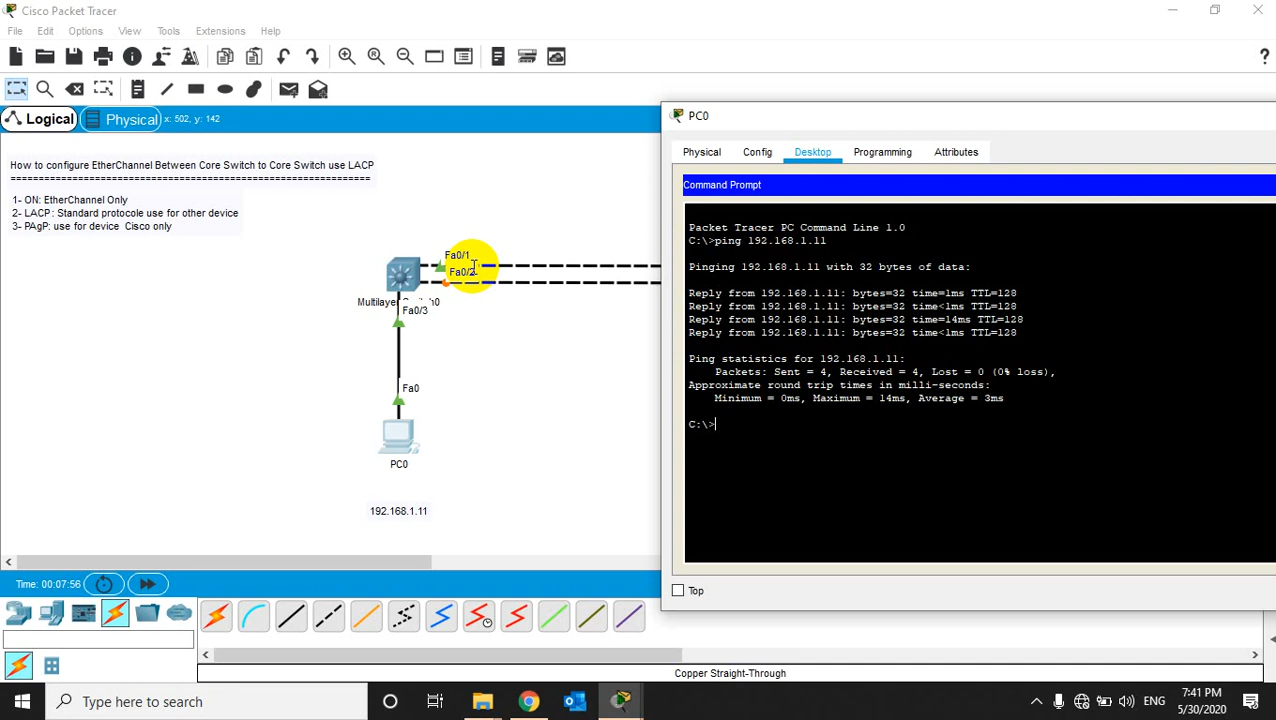 Cisco Packet Tracer
File Edit Options View Tools Extensions Help
Logical Physical x: 502, y: 142
How to configure EtherChannel Between Core Switch to Core Switch use LACP
================================================================
1- ON: EtherChannel Only
2- LACP: Standard protocole use for other device
3- PAgP: use for device Cisco only
Fa0/1
Fa0/2
Fa0/3
Fa0
PC0
192.168.1.11
PC0
Physical Config Desktop Programming Attributes
Command Prompt
Packet Tracer PC Command Line 1.0
C:\>ping 192.168.1.11
Pinging 192.168.1.11 with 32 bytes of data:
Reply from 192.168.1.11: bytes=32 time=1ms TTL=128
Reply from 192.168.1.11: bytes=32 time<1ms TTL=128
Reply from 192.168.1.11: bytes=32 time=14ms TTL=128
Reply from 192.168.1.11: bytes=32 time<1ms TTL=128
Ping statistics for 192.168.1.11:
Packets: Sent = 4, Received = 4, Lost = 0 (0% loss),
Approximate round trip times in milli-seconds:
Minimum = 0ms, Maximum = 14ms, Average = 3ms
C:\>
Top
Time: 00:07:56
Copper Straight-Through
Type here to search
ENG
7:41 PM
5/30/2020